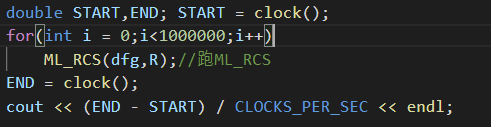 double START,END; START = clock();
for(int i = 0;i<1000000;i++)
ML_RCS(dfg,R);//跑ML_RCS
END = clock();
cout << (END - START) / CLOCKS_PER_SEC << endl;